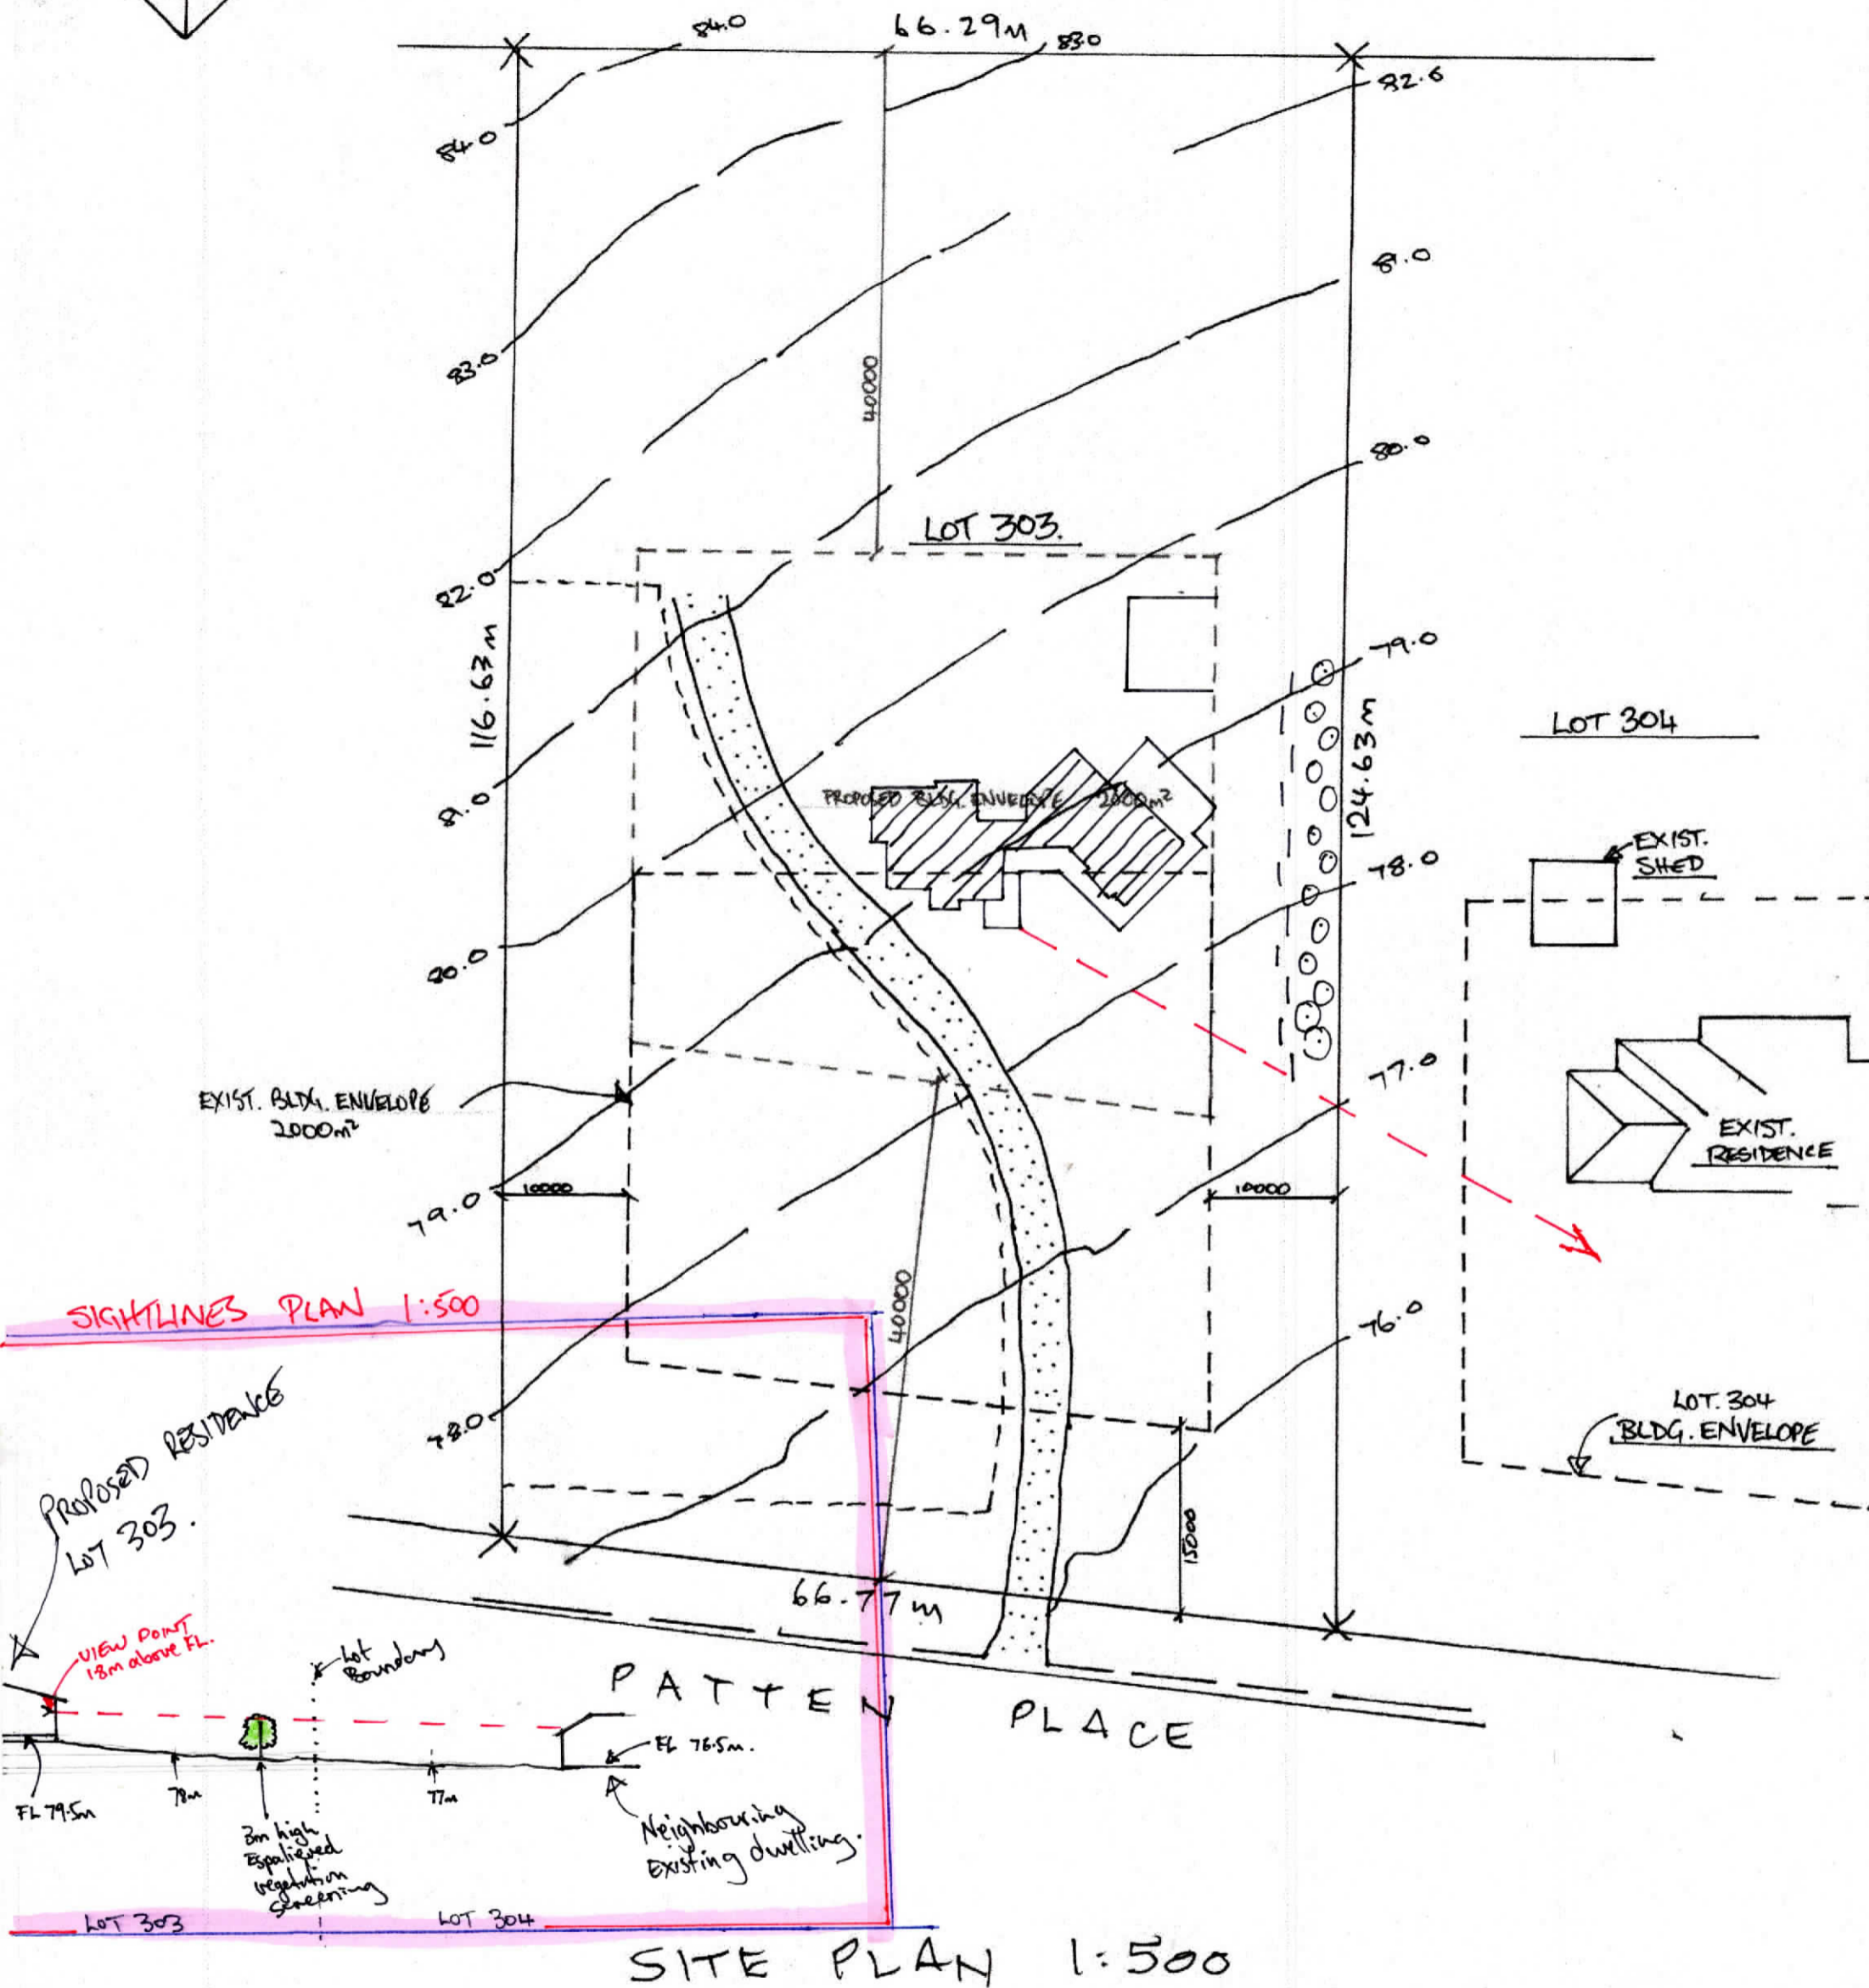 84.0
66.29m
83.0
82.6
84.0
81.0
83.0
40000
80.0
LOT 303.
82.0
79.0
116.63m
LOT 304
124.63m
PROPOSED BLDG. ENVELOPE 2000m²
81.0
EXIST.
SHED
78.0
80.0
77.0
EXIST. BLDG. ENVELOPE
2000m²
EXIST.
RESIDENCE
79.0
10000
10000
SIGHTLINES PLAN 1:500
40000
76.0
78.0
LOT. 304
BLDG. ENVELOPE
PROPOSED RESIDENCE
LOT 303.
15000
66.77m
VIEW POINT
1.8m above FL.
Lot
Boundary
PATTEN PLACE
FL 76.5m.
FL 79.5m
78m
77m
3m high
Espaliered
vegetation
screening
Neighbouring
Existing dwelling.
LOT 303
LOT 304
SITE PLAN 1:500